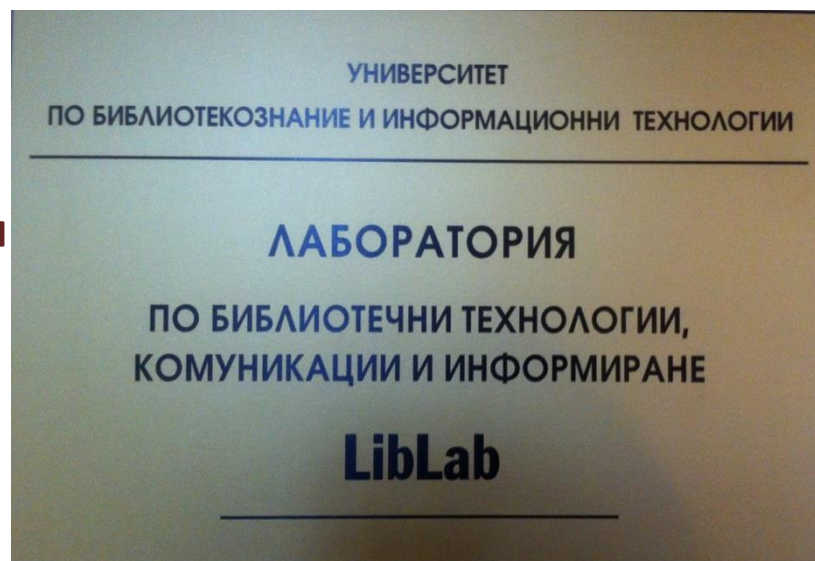 УНИВЕРСИТЕТ
ПО БИБЛИОТЕКОЗНАНИЕ И ИНФОРМАЦИОННИ ТЕХНОЛОГИИ
ЛАБОРАТОРИЯ
ПО БИБЛИОТЕЧНИ ТЕХНОЛОГИИ,
КОМУНИКАЦИИ И ИНФОРМИРАНЕ
LibLab